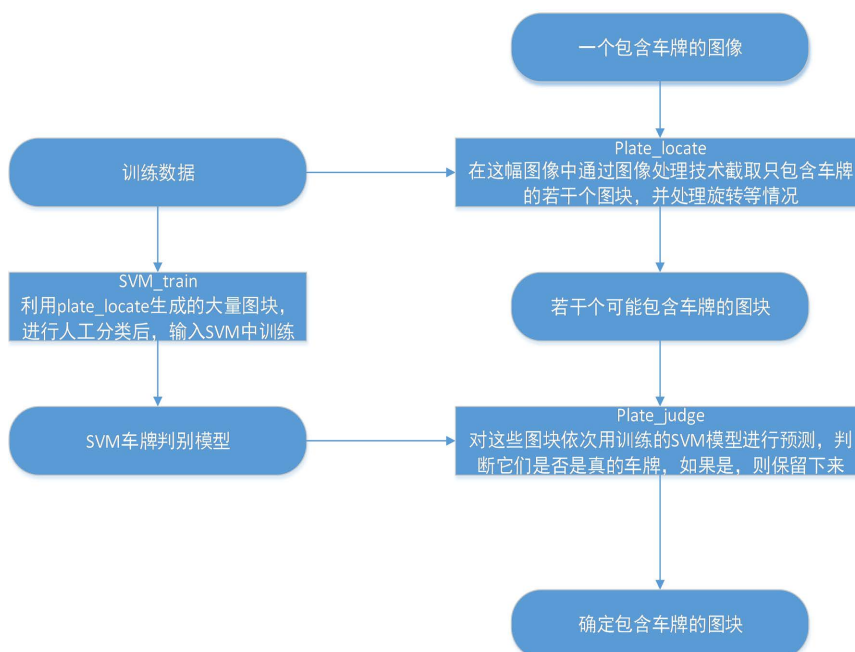 一个包含车牌的图像
训练数据
Plate_locate
在这幅图像中通过图像处理技术截取只包含车牌
的若干个图块，并处理旋转等情况
SVM_train
利用plate_locate生成的大量图块，
进行人工分类后，输入SVM中训练
若干个可能包含车牌的图块
SVM车牌判别模型
Plate_judge
对这些图块依次用训练的SVM模型进行预测，判
断它们是否是真的车牌，如果是，则保留下来
确定包含车牌的图块